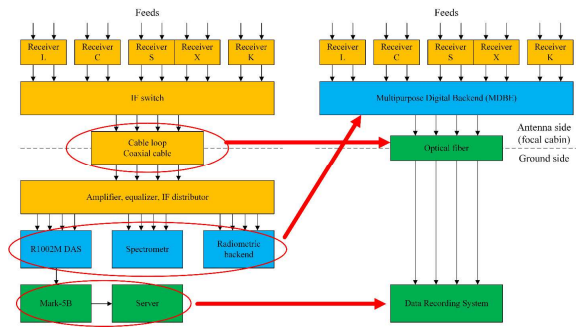 Feeds
Feeds
Receiver
L
Receiver
C
Receiver
S
Receiver
X
Receiver
K
Receiver
L
Receiver
C
Receiver
S
Receiver
X
Receiver
K
IF switch
Multipurpose Digital Backend (MDBE)
Antenna side
(focal cabin)
Cable loop
Coaxial cable
Optical fiber
Ground side
Amplifier, equalizer, IF distributor
R1002M DAS
Spectrometr
Radiometric
backend
Mark-5B
Server
Data Recording System